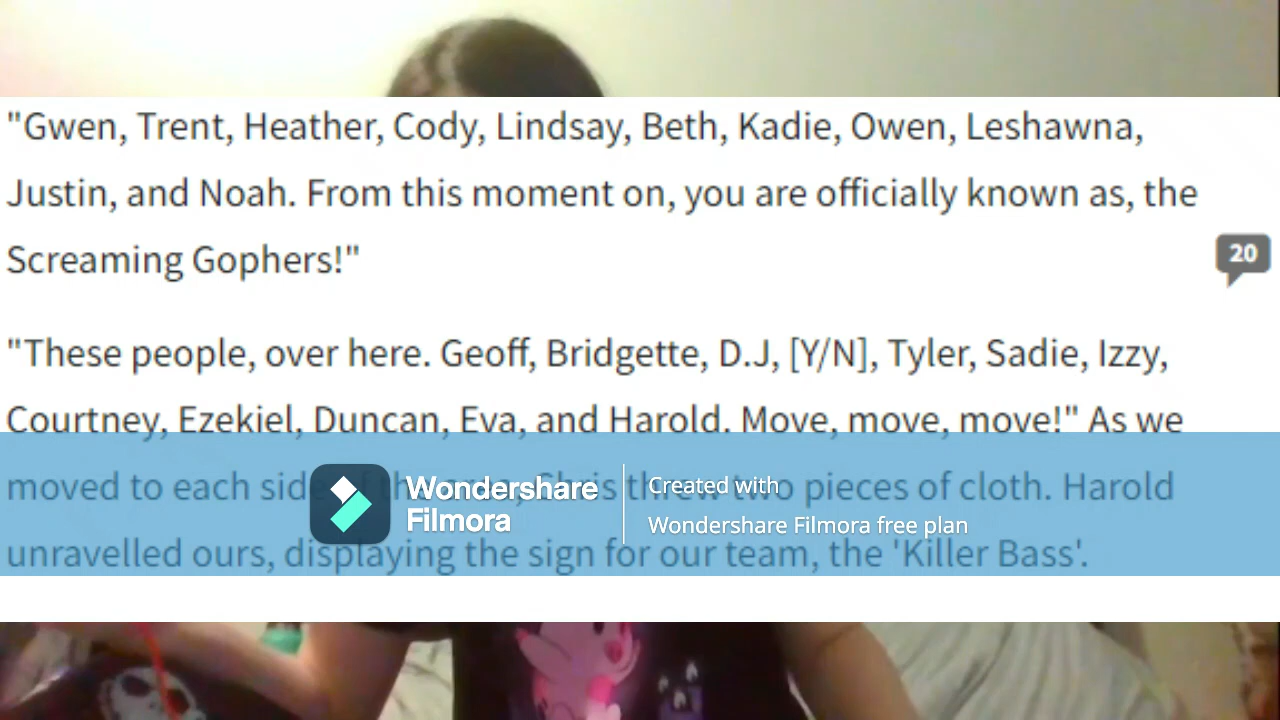 "Gwen, Trent, Heather, Cody, Lindsay, Beth, Kadie, Owen, Leshawna,
Justin, and Noah. From this moment on, you are officially known as, the
Screaming Gophers!"
20
"These people, over here. Geoff, Bridgette, D.J, [Y/N], Tyler, Sadie, Izzy,
Courtney, Ezekiel, Duncan, Eva, and Harold. Move, move, move!" As we
moved to each side threw two pieces of cloth. Harold
unravelled ours, displaying the sign for our team, the 'Killer Bass'.
Wondershare
Filmora
Created with
Wondershare Filmora free plan